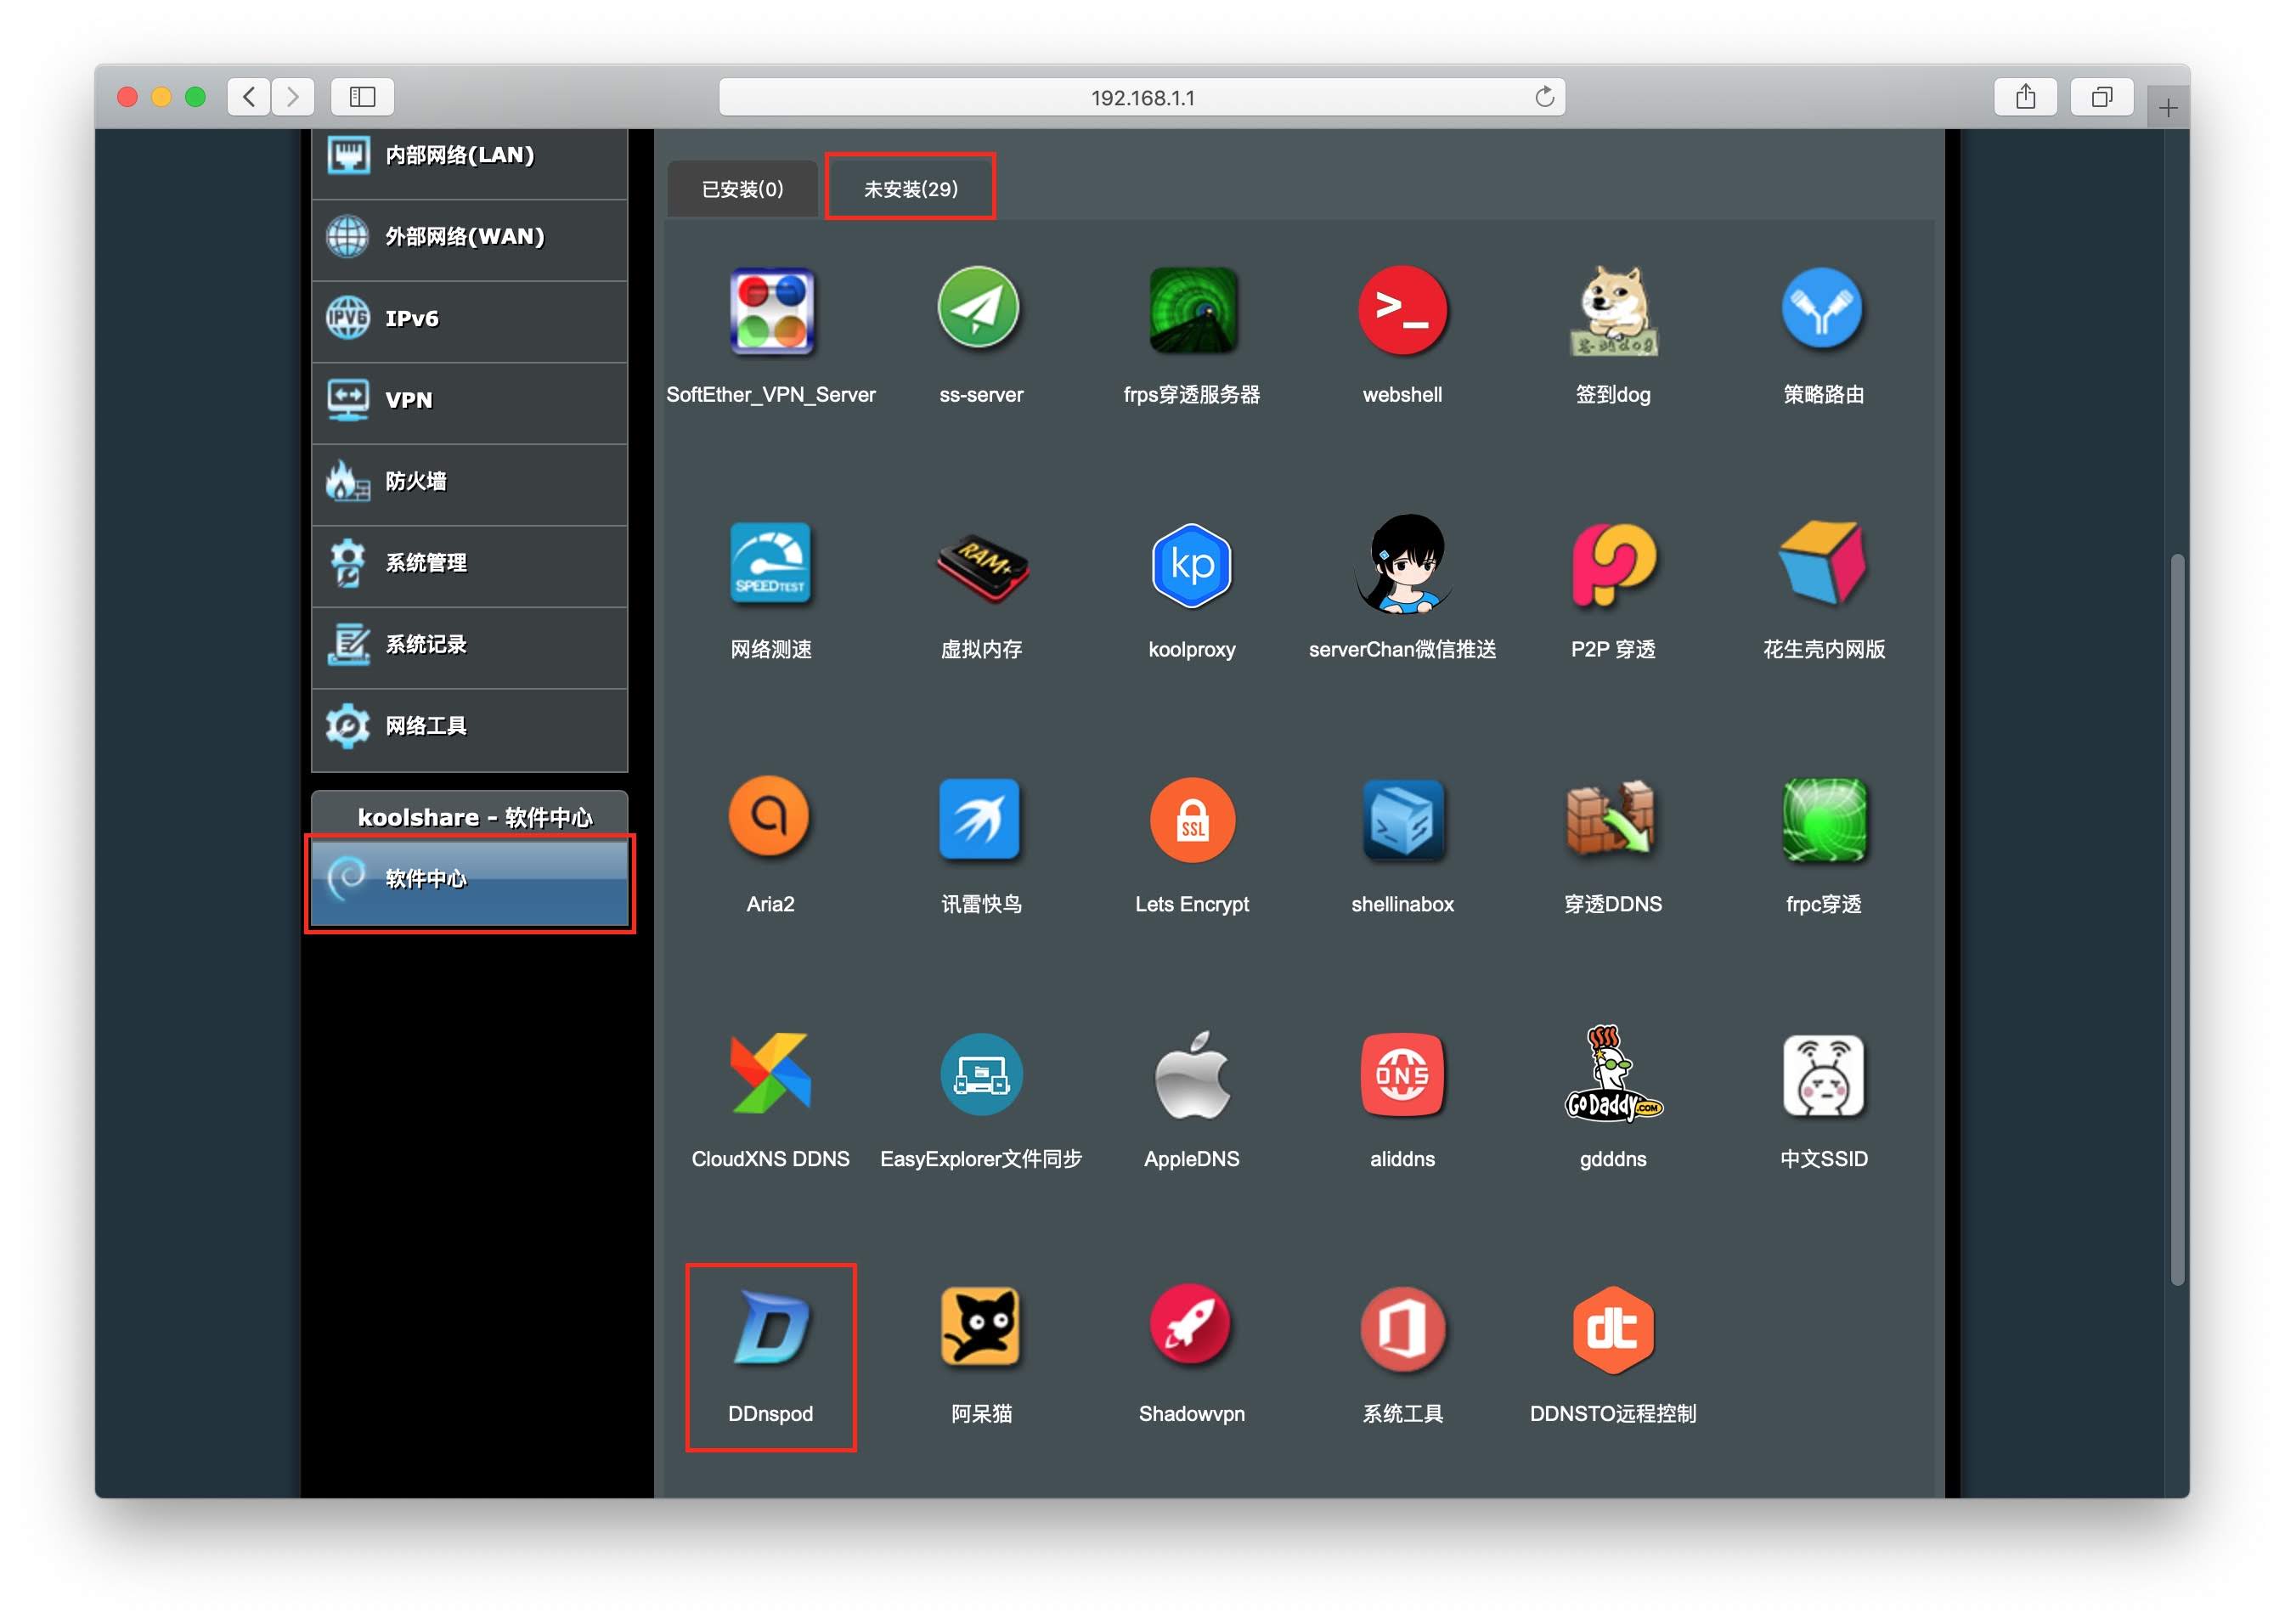 192.168.1.1
内部网络(LAN)
外部网络(WAN)
IPv6
VPN
防火墙
系统管理
系统记录
网络工具
koolshare - 软件中心
软件中心
已安装(0)
未安装(29)
SoftEther_VPN_Server
ss-server
frps穿透服务器
webshell
签到dog
策略路由
SPEEDTEST
RAM+
kp
网络测速
虚拟内存
koolproxy
serverChan微信推送
P2P 穿透
花生壳内网版
SSL
Aria2
讯雷快鸟
Lets Encrypt
shellinabox
穿透DDNS
frpc穿透
DNS
GoDaddy.COM
CloudXNS DDNS
EasyExplorer文件同步
AppleDNS
aliddns
gdddns
中文SSID
D
dt
DDnspod
阿呆猫
Shadowvpn
系统工具
DDNSTO远程控制